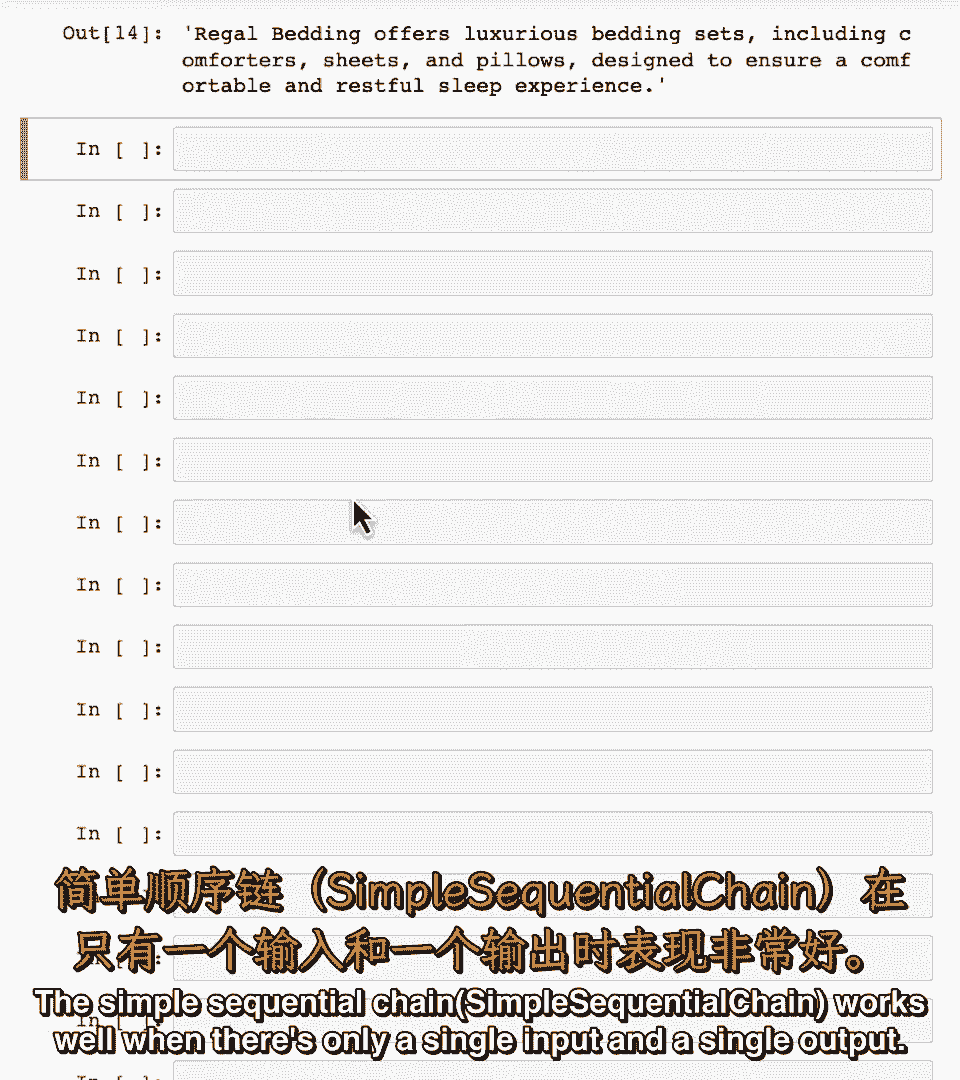 Out[14]: 'Regal Bedding offers luxurious bedding sets, including c
omforters, sheets, and pillows, designed to ensure a comf
ortable and restful sleep experience.'
In [ ]:
In [ ]:
In [ ]:
In [ ]:
In [ ]:
In [ ]:
In [ ]:
In [ ]:
In [ ]:
In [ ]:
In [ ]:
In [ ]:
简单顺序链（SimpleSequentialChain）在
只有一个输入和一个输出时表现非常好。
The simple sequential chain(SimpleSequentialChain) works
well when there's only a single input and a single output.